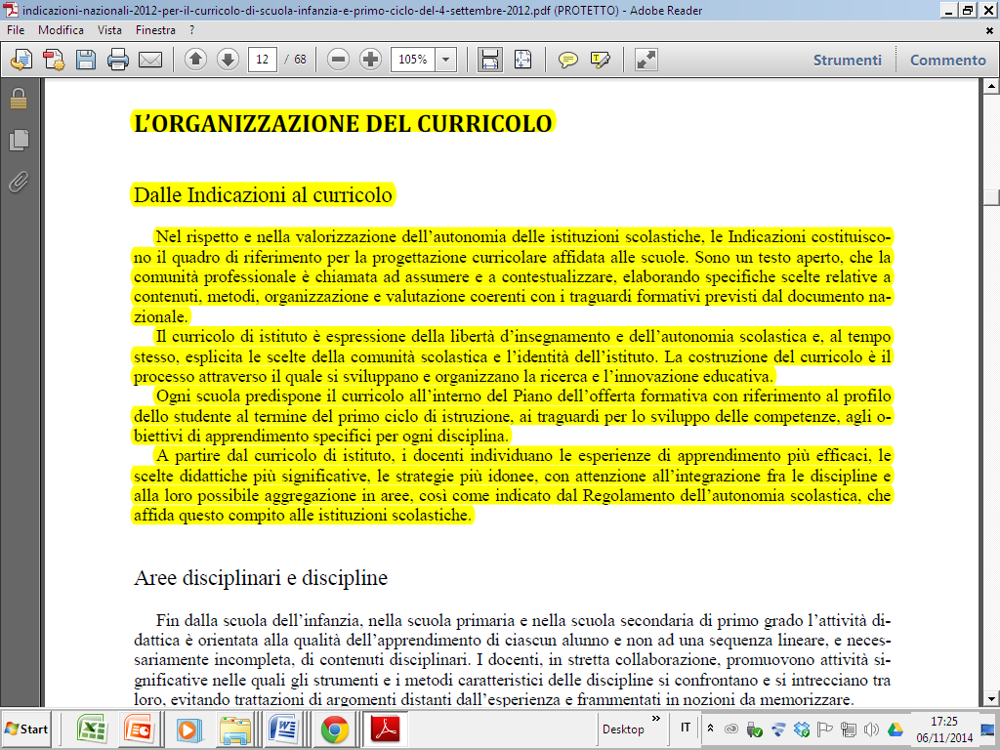 indicazioni-nazionali-2012-per-il-curricolo-di-scuola-infanzia-e-primo-ciclo-del-4-settembre-2012.pdf (PROTETTO) - Adobe Reader
File Modifica Vista Finestra ?
12 / 68 105% Strumenti Commento
L'ORGANIZZAZIONE DEL CURRICOLO
Dalle Indicazioni al curricolo
Nel rispetto e nella valorizzazione dell'autonomia delle istituzioni scolastiche, le Indicazioni costituisco-
no il quadro di riferimento per la progettazione curricolare affidata alle scuole. Sono un testo aperto, che la
comunità professionale è chiamata ad assumere e a contestualizzare, elaborando specifiche scelte relative a
contenuti, metodi, organizzazione e valutazione coerenti con i traguardi formativi previsti dal documento na-
zionale.
Il curricolo di istituto è espressione della libertà d'insegnamento e dell'autonomia scolastica e, al tempo
stesso, esplicita le scelte della comunità scolastica e l'identità dell'istituto. La costruzione del curricolo è il
processo attraverso il quale si sviluppano e organizzano la ricerca e l'innovazione educativa.
Ogni scuola predispone il curricolo all'interno del Piano dell'offerta formativa con riferimento al profilo
dello studente al termine del primo ciclo di istruzione, ai traguardi per lo sviluppo delle competenze, agli o-
biettivi di apprendimento specifici per ogni disciplina.
A partire dal curricolo di istituto, i docenti individuano le esperienze di apprendimento più efficaci, le
scelte didattiche più significative, le strategie più idonee, con attenzione all'integrazione fra le discipline e
alla loro possibile aggregazione in aree, così come indicato dal Regolamento dell'autonomia scolastica, che
affida questo compito alle istituzioni scolastiche.
Aree disciplinari e discipline
Fin dalla scuola dell'infanzia, nella scuola primaria e nella scuola secondaria di primo grado l'attività di-
dattica è orientata alla qualità dell'apprendimento di ciascun alunno e non ad una sequenza lineare, e neces-
sariamente incompleta, di contenuti disciplinari. I docenti, in stretta collaborazione, promuovono attività si-
gnificative nelle quali gli strumenti e i metodi caratteristici delle discipline si confrontano e si intrecciano tra
loro, evitando trattazioni di argomenti distanti dall'esperienza e frammentati in nozioni da memorizzare.
Start Desktop » IT 17:25
06/11/2014